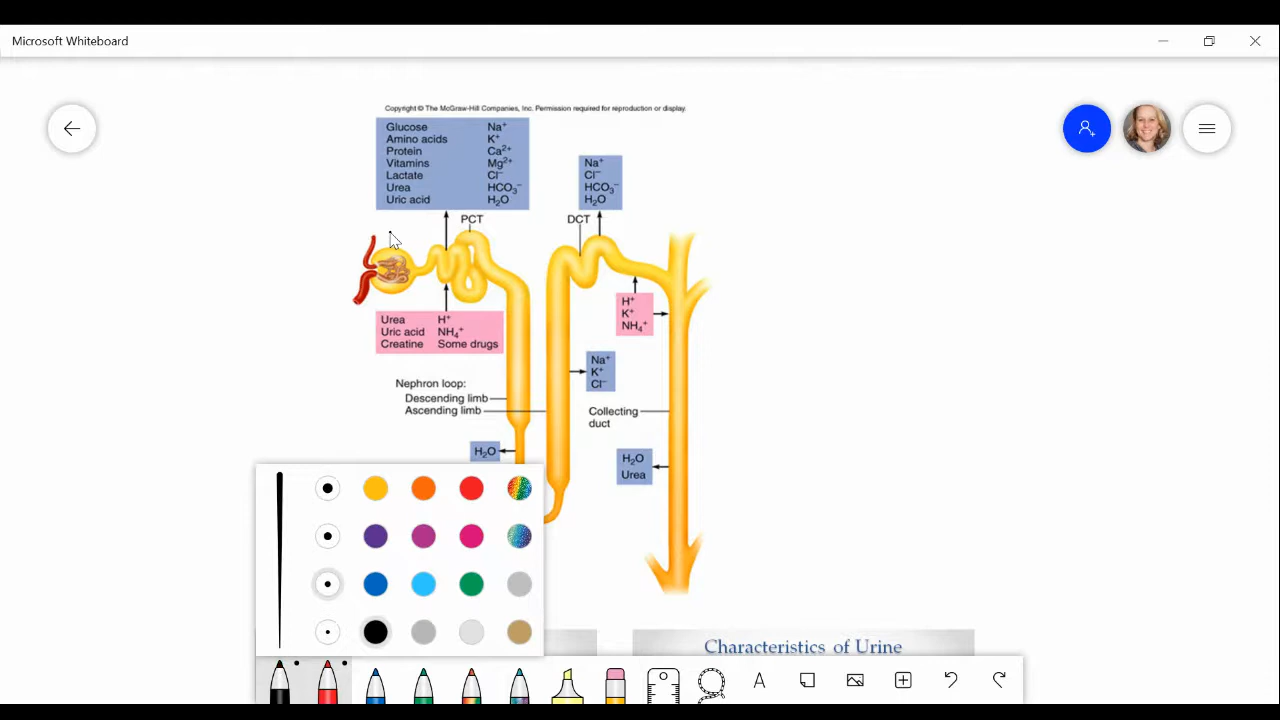 Microsoft Whiteboard
Copyright © The McGraw-Hill Companies, Inc. Permission required for reproduction or display.
Glucose Na⁺
Amino acids K⁺
Protein Ca²⁺
Vitamins Mg²⁺
Lactate Cl⁻
Urea HCO₃⁻
Uric acid H₂O
Na⁺
Cl⁻
HCO₃⁻
H₂O
PCT
DCT
Urea H⁺
Uric acid NH₄⁺
Creatine Some drugs
H⁺
K⁺
NH₄⁺
Na⁺
K⁺
Cl⁻
Nephron loop:
Descending limb
Ascending limb
Collecting
duct
H₂O
H₂O
Urea
Characteristics of Urine
A